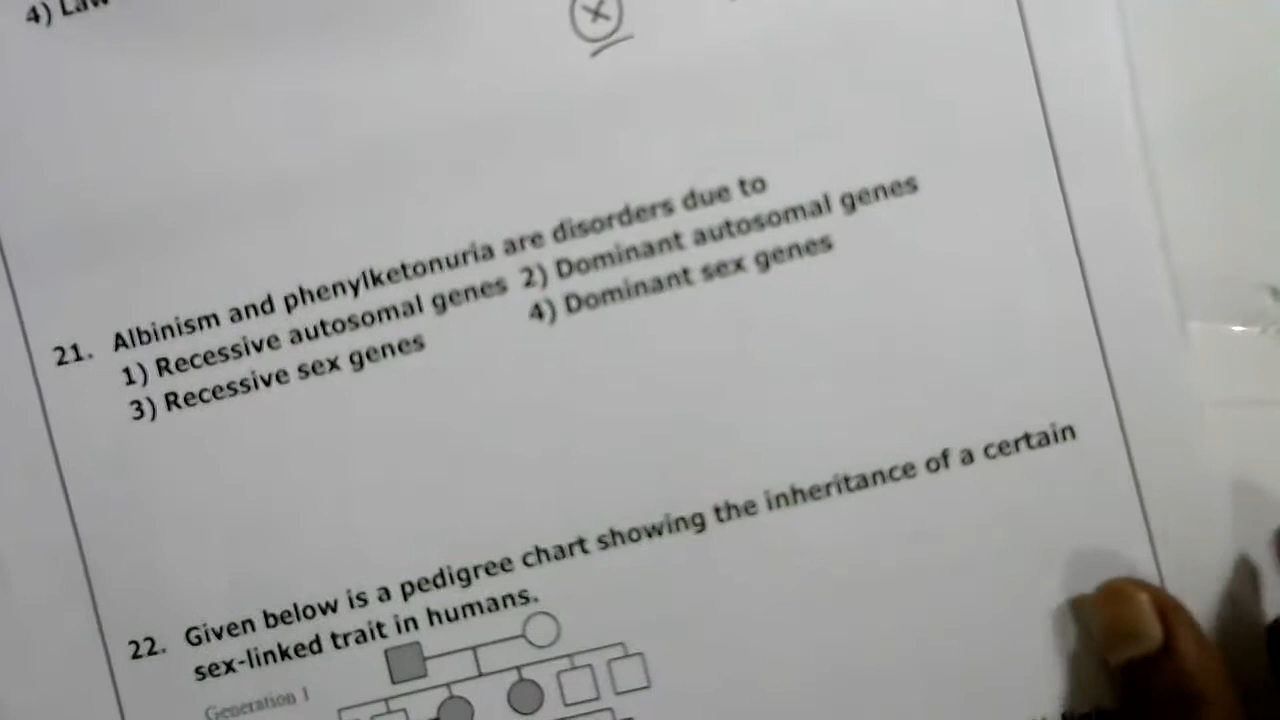 4) Law
21. Albinism and phenylketonuria are disorders due to
1) Recessive autosomal genes 2) Dominant autosomal genes
3) Recessive sex genes 4) Dominant sex genes
22. Given below is a pedigree chart showing the inheritance of a certain
sex-linked trait in humans.
Generation 1